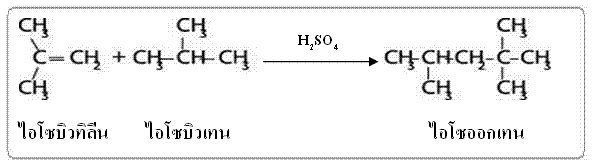 CH₃ CH₃ H₂SO₄ CH₃
C=CH₂ + CH₃-CH-CH₃ CH₃-CH-CH₂-C-CH₃
CH₃ CH₃ CH₃
ไอโซบิวทิลีน ไอโซบิวเทน ไอโซออกเทน